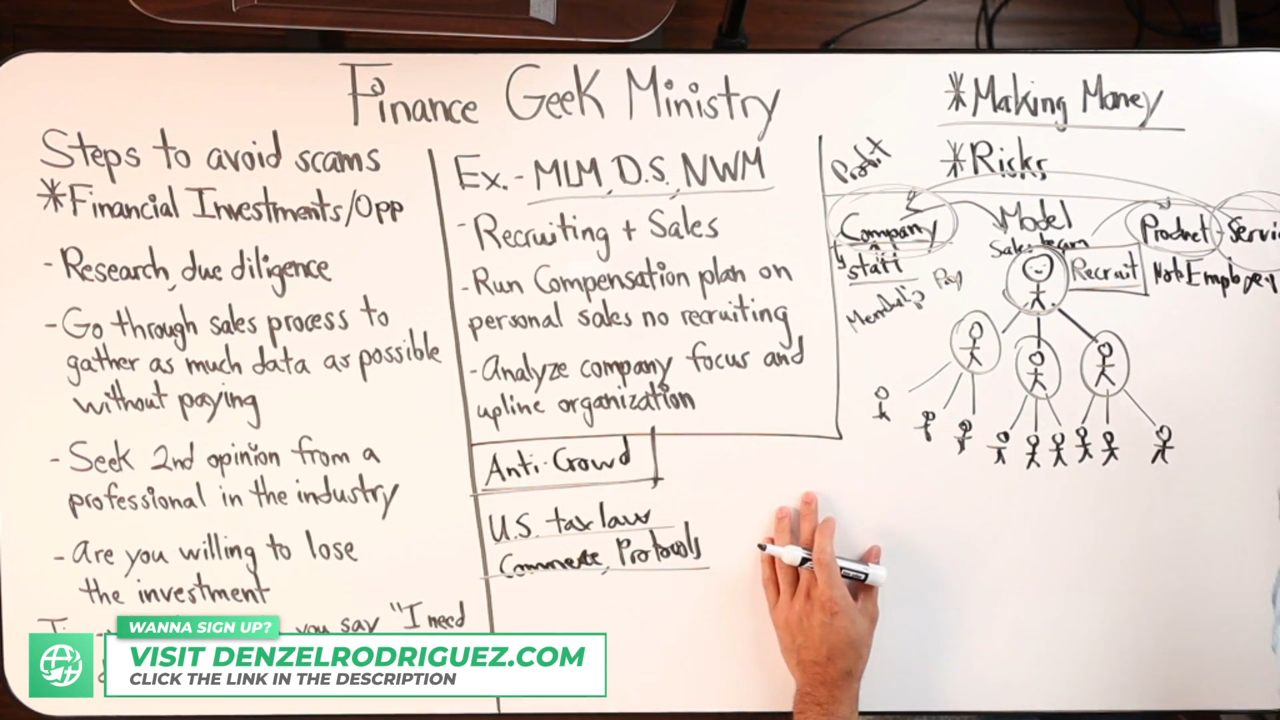 Finance Geek Ministry
Steps to avoid scams
*Financial Investments/Opp
- Research, due diligence
- Go through sales process to
gather as much data as possible
without paying
- Seek 2nd opinion from a
professional in the industry
- Are you willing to lose
the investment
you say "I need
Ex.- MLM, D.S., NWM
- Recruiting + Sales
- Run Compensation plan on
personal sales no recruiting
- Analyze company focus and
upline organization
Anti-Crowd
U.S. tax law
Protocols
*Making Money
*Risks
Profit
Company
staff
Pay
Model
Sales team
Recruit
Product
Servic
WANNA SIGN UP?
VISIT DENZELRODRIGUEZ.COM
CLICK THE LINK IN THE DESCRIPTION